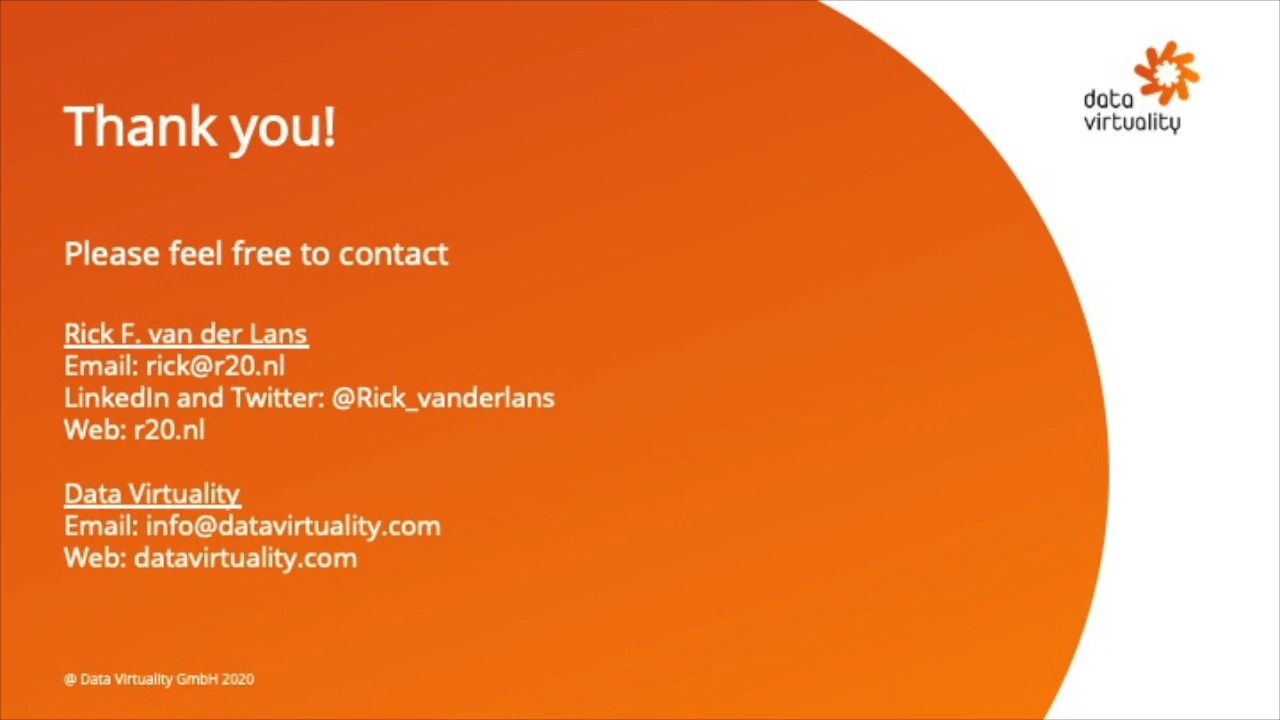 data
virtuality
Thank you!
Please feel free to contact
Rick F. van der Lans
Email: rick@r20.nl
LinkedIn and Twitter: @Rick_vanderlans
Web: r20.nl
Data Virtuality
Email: info@datavirtuality.com
Web: datavirtuality.com
@ Data Virtuality GmbH 2020